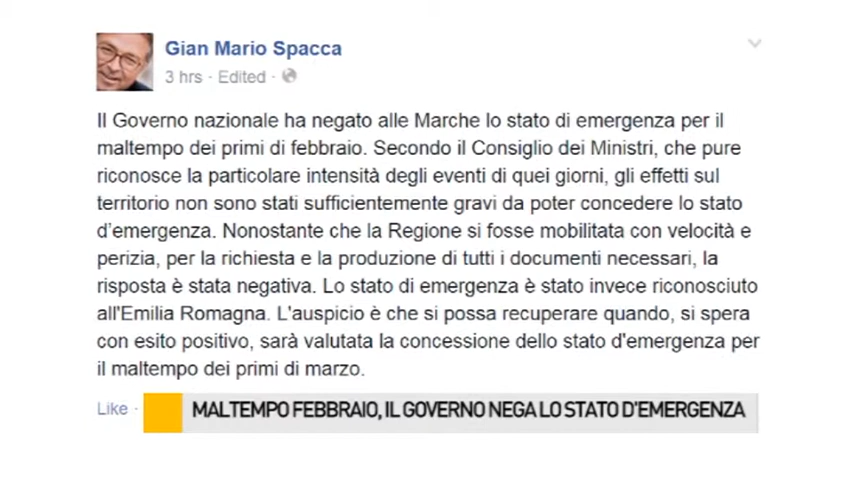 Gian Mario Spacca
3 hrs · Edited ·
Il Governo nazionale ha negato alle Marche lo stato di emergenza per il
maltempo dei primi di febbraio. Secondo il Consiglio dei Ministri, che pure
riconosce la particolare intensità degli eventi di quei giorni, gli effetti sul
territorio non sono stati sufficientemente gravi da poter concedere lo stato
d'emergenza. Nonostante che la Regione si fosse mobilitata con velocità e
perizia, per la richiesta e la produzione di tutti i documenti necessari, la
risposta è stata negativa. Lo stato di emergenza è stato invece riconosciuto
all'Emilia Romagna. L'auspicio è che si possa recuperare quando, si spera
con esito positivo, sarà valutata la concessione dello stato d'emergenza per
il maltempo dei primi di marzo.
Like ·
MALTEMPO FEBBRAIO, IL GOVERNO NEGA LO STATO D'EMERGENZA